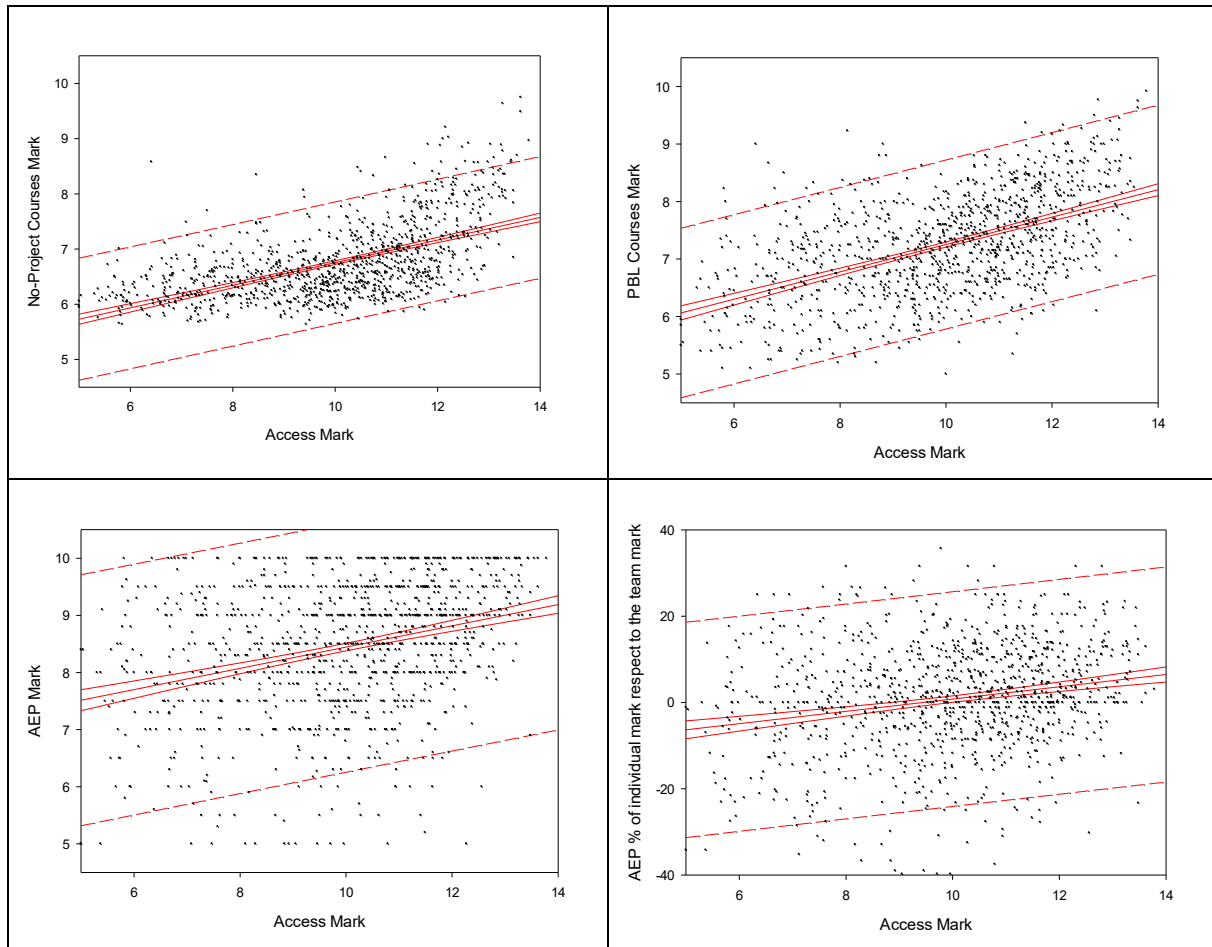 No-Project Courses Mark
10
9
8
7
6
5
6 8 10 12 14
Access Mark
PBL Courses Mark
10
9
8
7
6
5
6 8 10 12 14
Access Mark
AEP Mark
10
9
8
7
6
5
6 8 10 12 14
Access Mark
AEP % of individual mark respect to the team mark
40
20
0
-20
-40
6 8 10 12 14
Access Mark